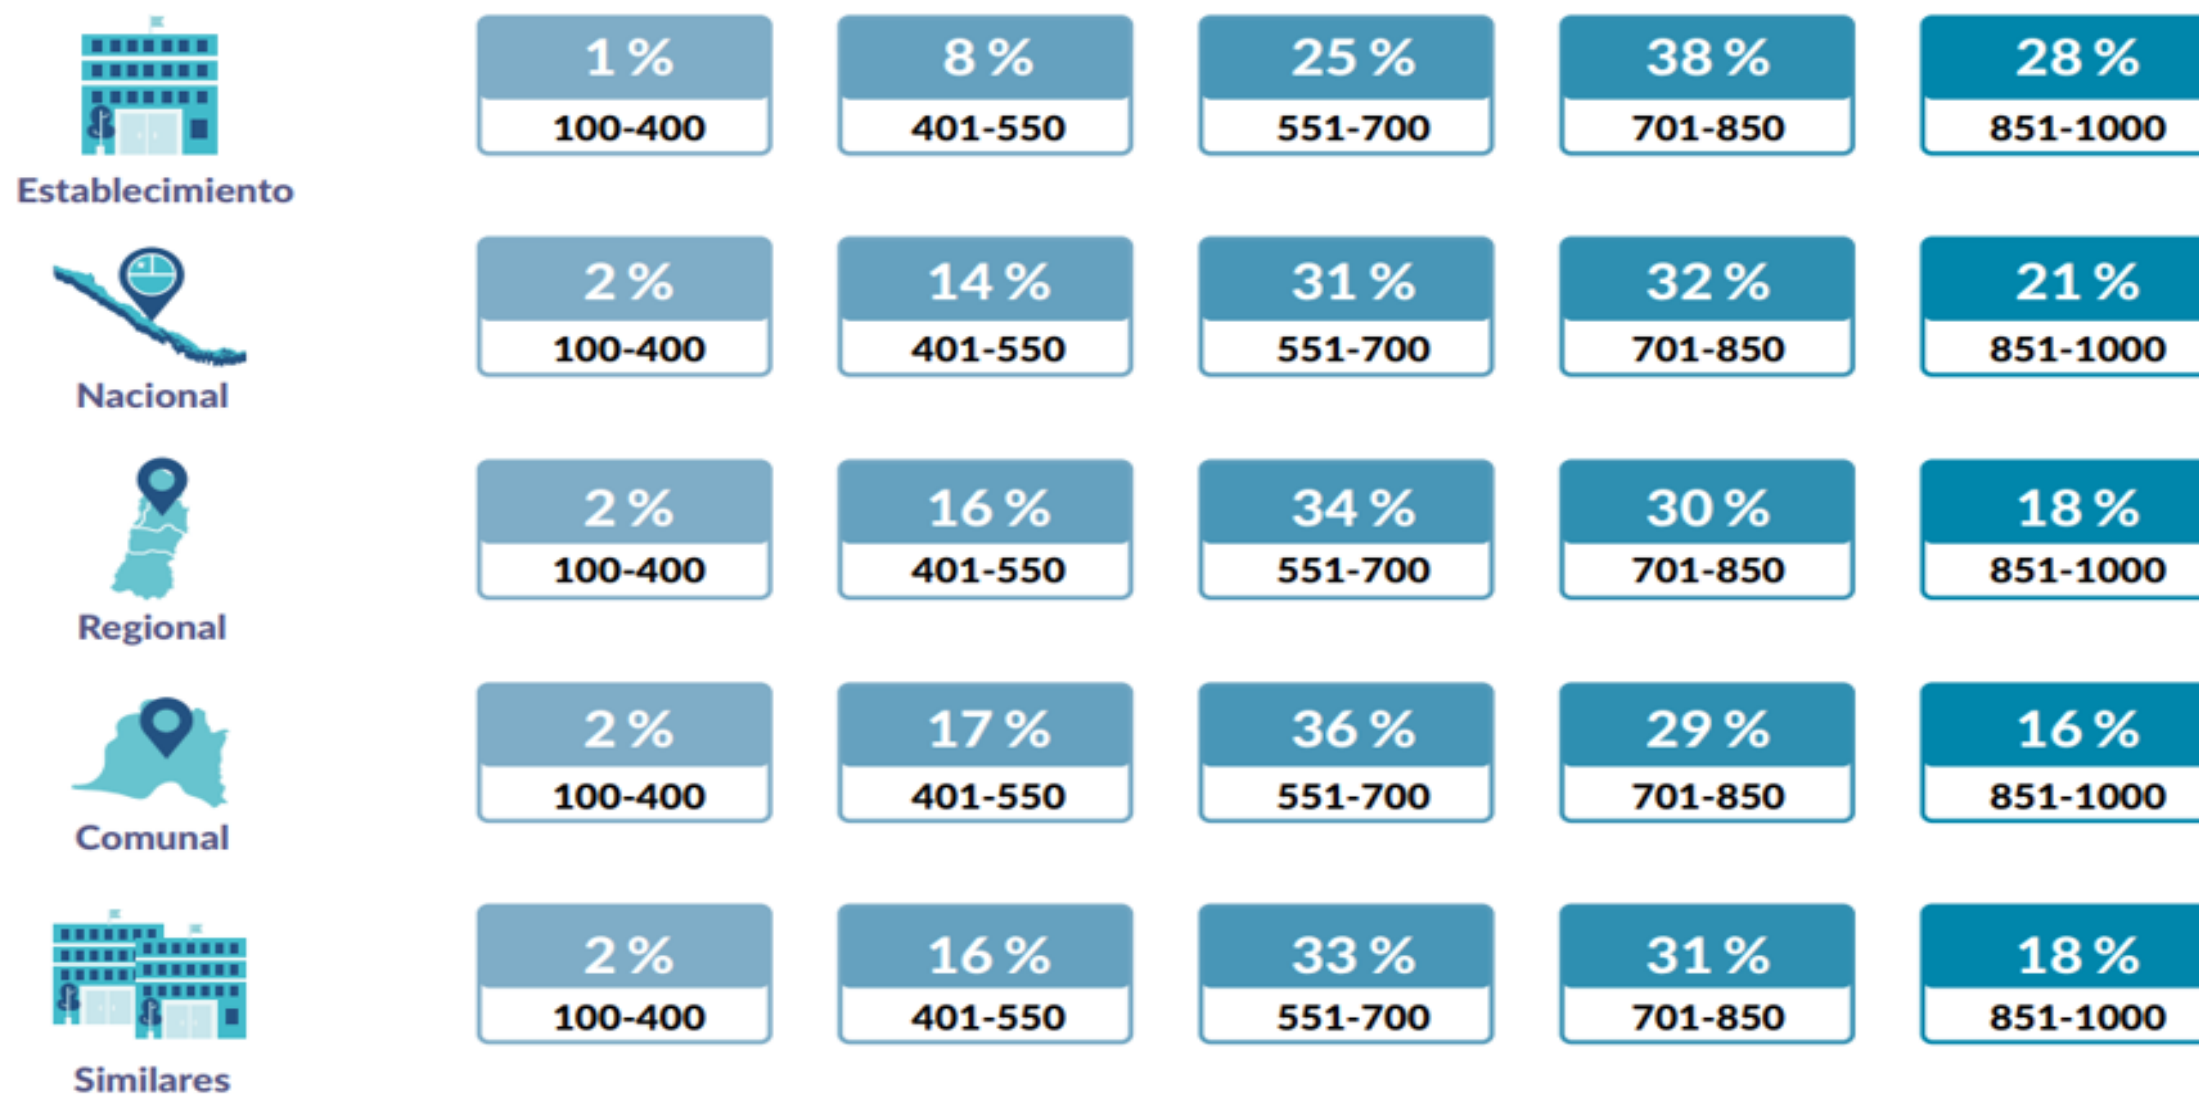 1 % 8 % 25 % 38 % 28 %
100-400 401-550 551-700 701-850 851-1000
Establecimiento
2 % 14 % 31 % 32 % 21 %
100-400 401-550 551-700 701-850 851-1000
Nacional
2 % 16 % 34 % 30 % 18 %
100-400 401-550 551-700 701-850 851-1000
Regional
2 % 17 % 36 % 29 % 16 %
100-400 401-550 551-700 701-850 851-1000
Comunal
2 % 16 % 33 % 31 % 18 %
100-400 401-550 551-700 701-850 851-1000
Similares